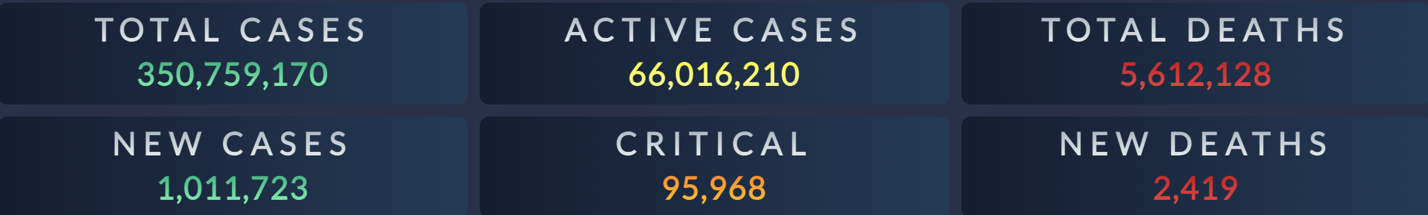 TOTAL CASES
350,759,170
ACTIVE CASES
66,016,210
TOTAL DEATHS
5,612,128
NEW CASES
1,011,723
CRITICAL
95,968
NEW DEATHS
2,419